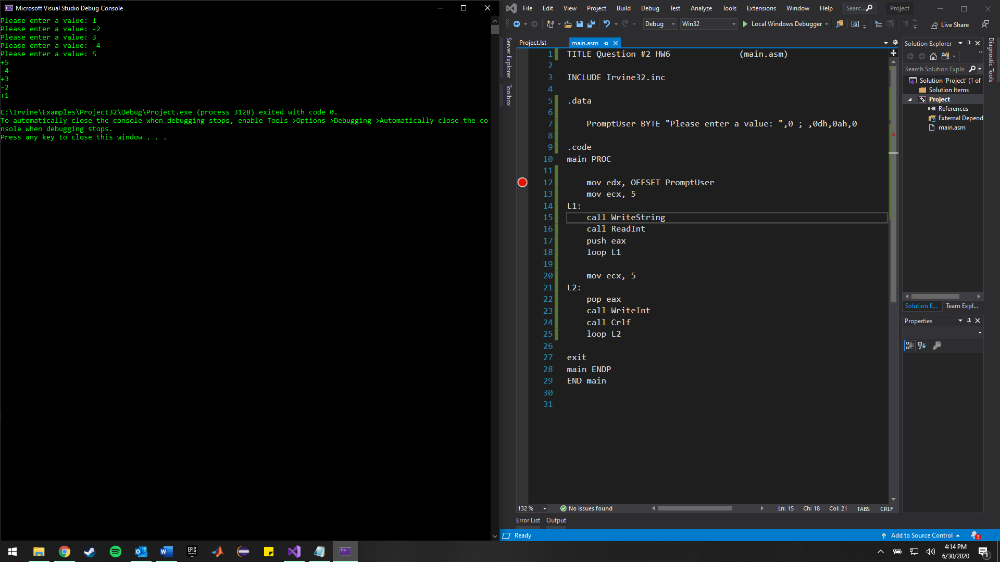 Microsoft Visual Studio Debug Console
Please enter a value: 1
Please enter a value: -2
Please enter a value: 3
Please enter a value: -4
Please enter a value: 5
+5
-4
+3
-2
+1
C:\Irvine\Examples\Project32\Debug\Project.exe (process 3128) exited with code 0.
To automatically close the console when debugging stops, enable Tools->Options->Debugging->Automatically close the co
nsole when debugging stops.
Press any key to close this window . . .
File Edit View Project Build Debug Test Analyze Tools Extensions Window Help Searc... Project
Debug Win32 Local Windows Debugger Live Share
Server Explorer
Toolbox
Project.lst main.asm
1 TITLE Question #2 HW6 (main.asm)
2
3 INCLUDE Irvine32.inc
4
5 .data
6
7 PromptUser BYTE "Please enter a value: ",0 ; ,0dh,0ah,0
8
9 .code
10 main PROC
11
12 mov edx, OFFSET PromptUser
13 mov ecx, 5
14 L1:
15 call WriteString
16 call ReadInt
17 push eax
18 loop L1
19
20 mov ecx, 5
21 L2:
22 pop eax
23 call WriteInt
24 call Crlf
25 loop L2
26
27 exit
28 main ENDP
29 END main
30
31
132 % No issues found Ln: 15 Ch: 18 Col: 21 TABS CRLF
Error List Output
Solution Explorer
Search Solution Explo
Solution 'Project' (1 of
Solution Items
Project
References
External Depend
main.asm
Solution E... Team Expl...
Properties
Diagnostic Tools
Ready Add to Source Control 3
EPIC
GAMES
4:14 PM
6/30/2020
1